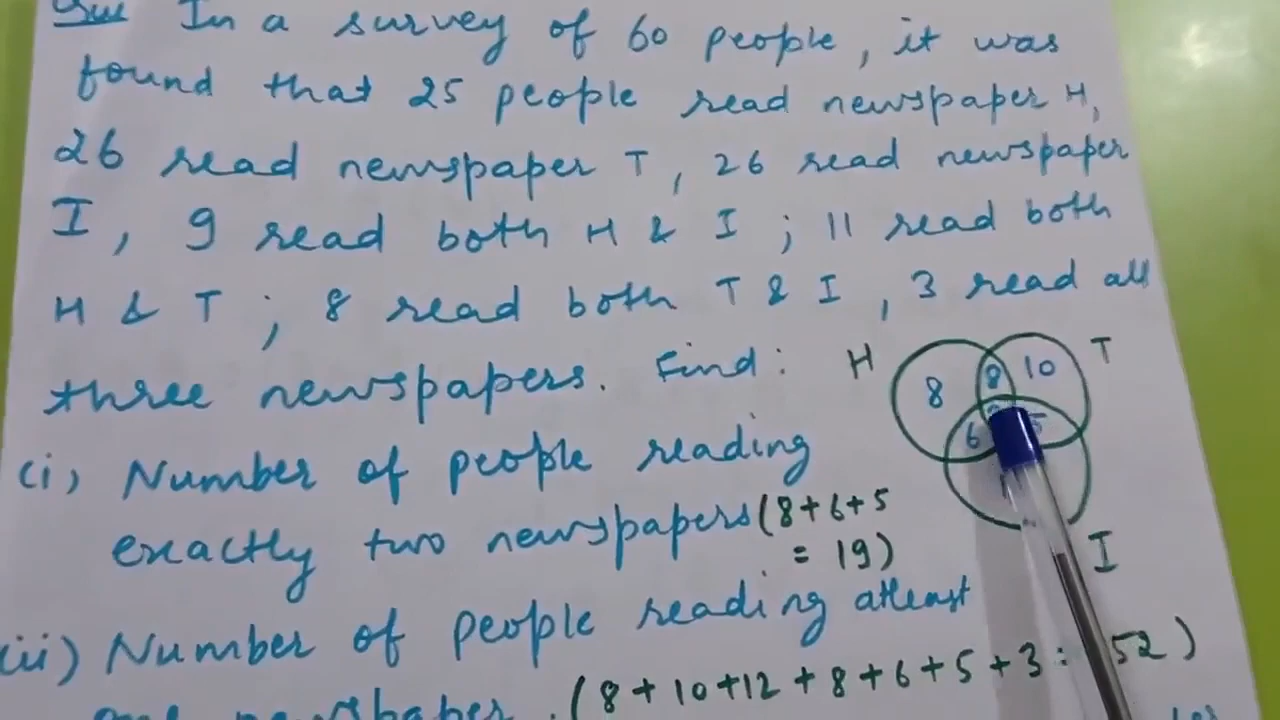 In a survey of 60 people, it was
found that 25 people read newspaper H,
26 read newspaper T, 26 read newspaper
I, 9 read both H & I ; 11 read both
H & T ; 8 read both T & I , 3 read all
three newspapers. Find :
H T
8 8 10
6 5
I
(i) Number of people reading
exactly two newspapers (8+6+5
= 19)
(ii) Number of people reading atleast
one newspaper. (8+10+12+8+6+5+3= 52)